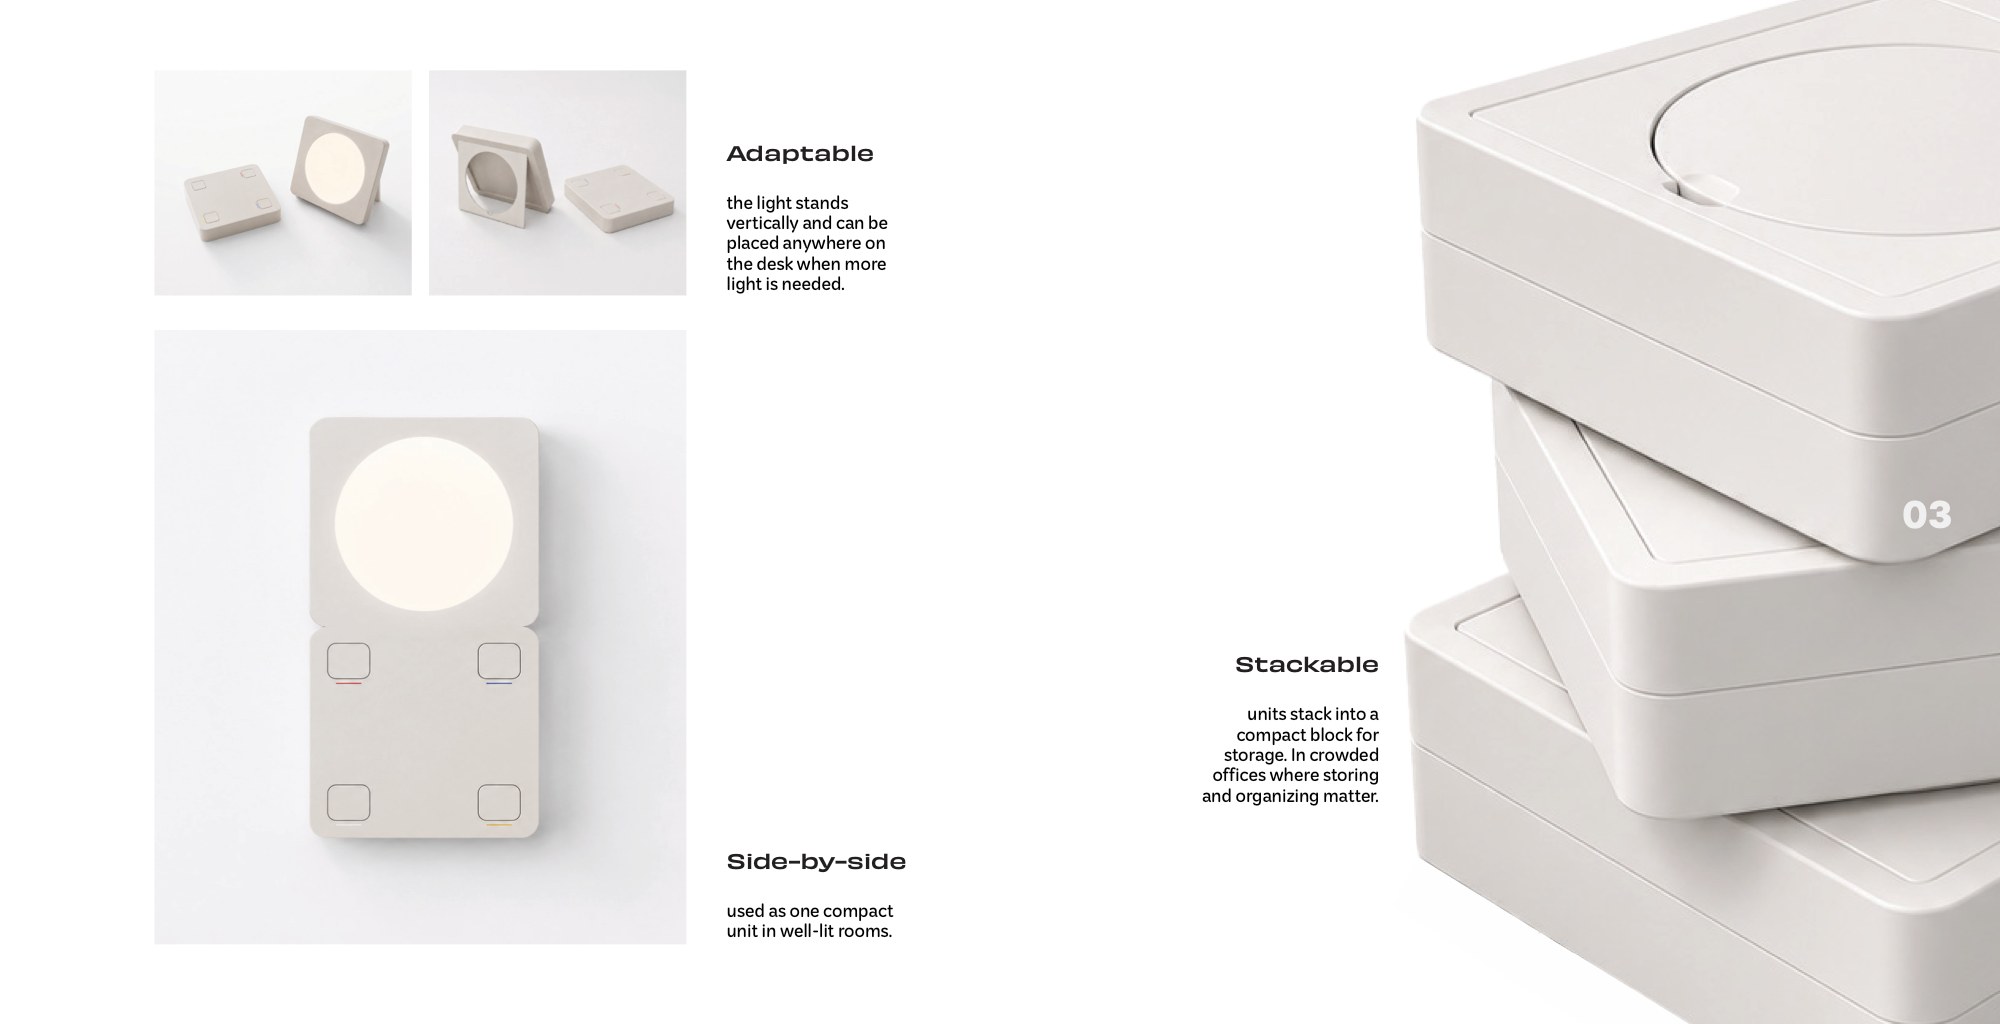 Adaptable
the light stands
vertically and can be
placed anywhere on
the desk when more
light is needed.
Side-by-side
used as one compact
unit in well-lit rooms.
Stackable
units stack into a
compact block for
storage. In crowded
offices where storing
and organizing matter.
03